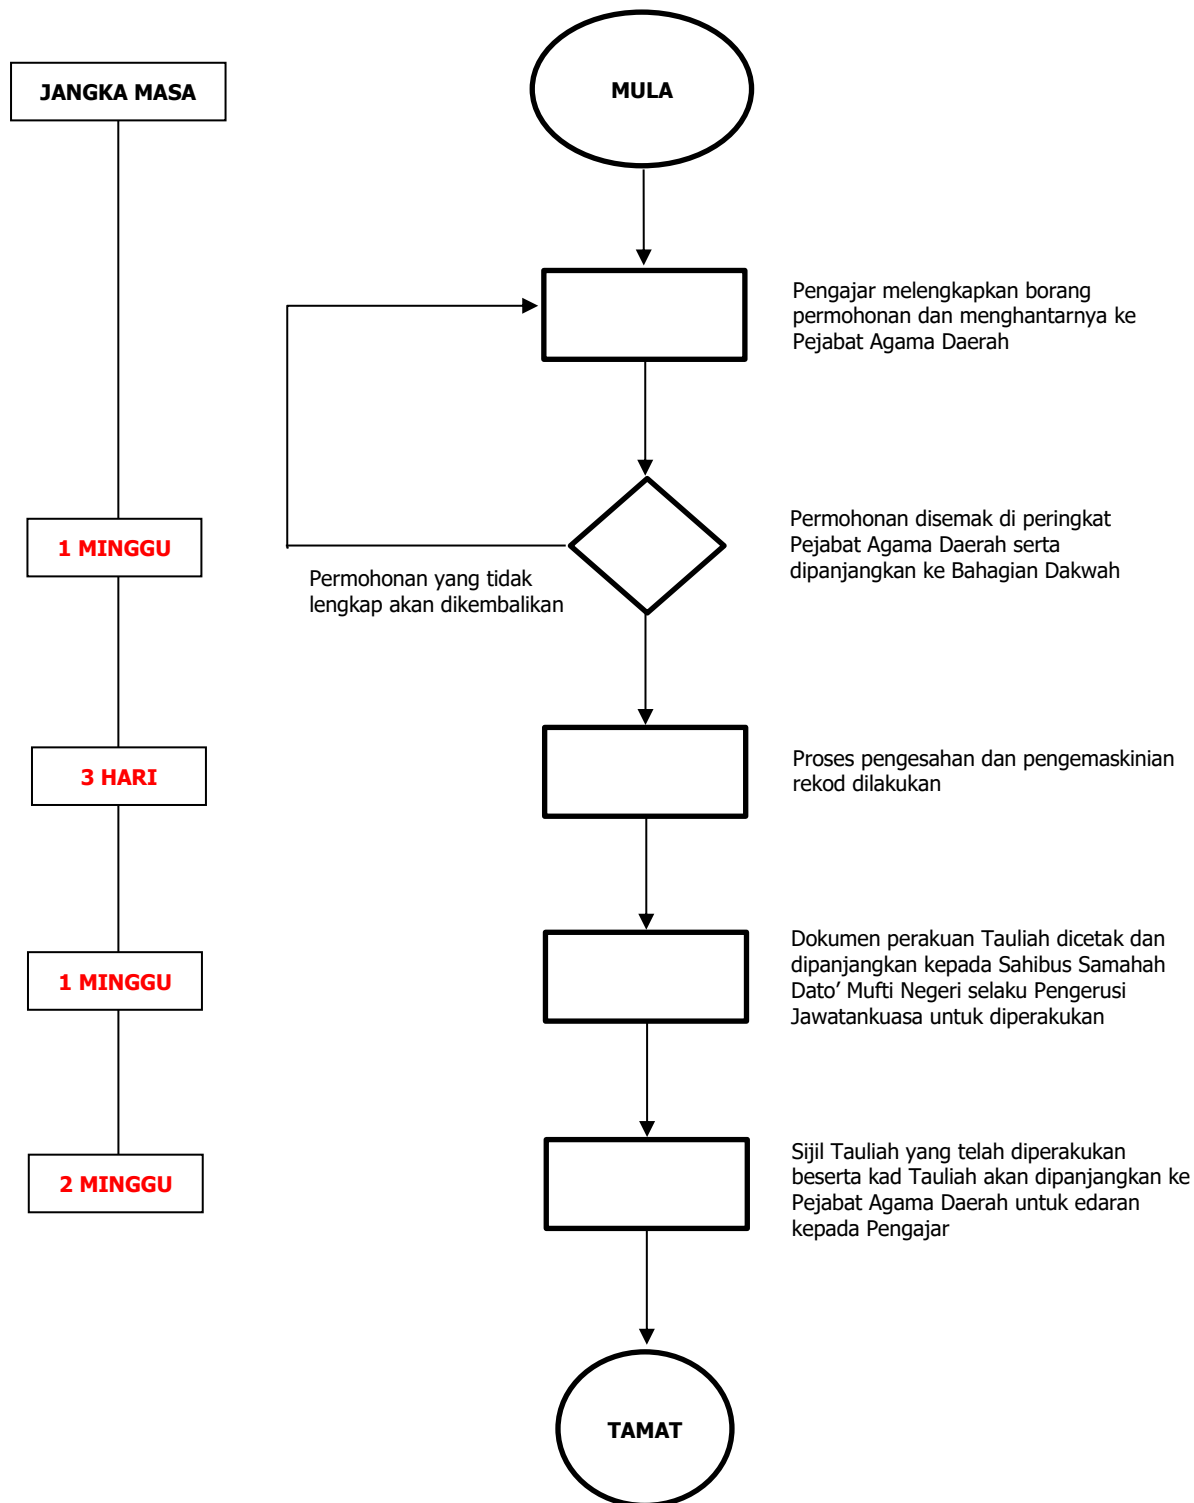 JANGKA MASA
MULA
Pengajar melengkapkan borang
permohonan dan menghantarnya ke
Pejabat Agama Daerah
1 MINGGU
Permohonan yang tidak
lengkap akan dikembalikan
Permohonan disemak di peringkat
Pejabat Agama Daerah serta
dipanjangkan ke Bahagian Dakwah
3 HARI
Proses pengesahan dan pengemaskinian
rekod dilakukan
1 MINGGU
Dokumen perakuan Tauliah dicetak dan
dipanjangkan kepada Sahibus Samahah
Dato’ Mufti Negeri selaku Pengerusi
Jawatankuasa untuk diperakukan
2 MINGGU
Sijil Tauliah yang telah diperakukan
beserta kad Tauliah akan dipanjangkan ke
Pejabat Agama Daerah untuk edaran
kepada Pengajar
TAMAT